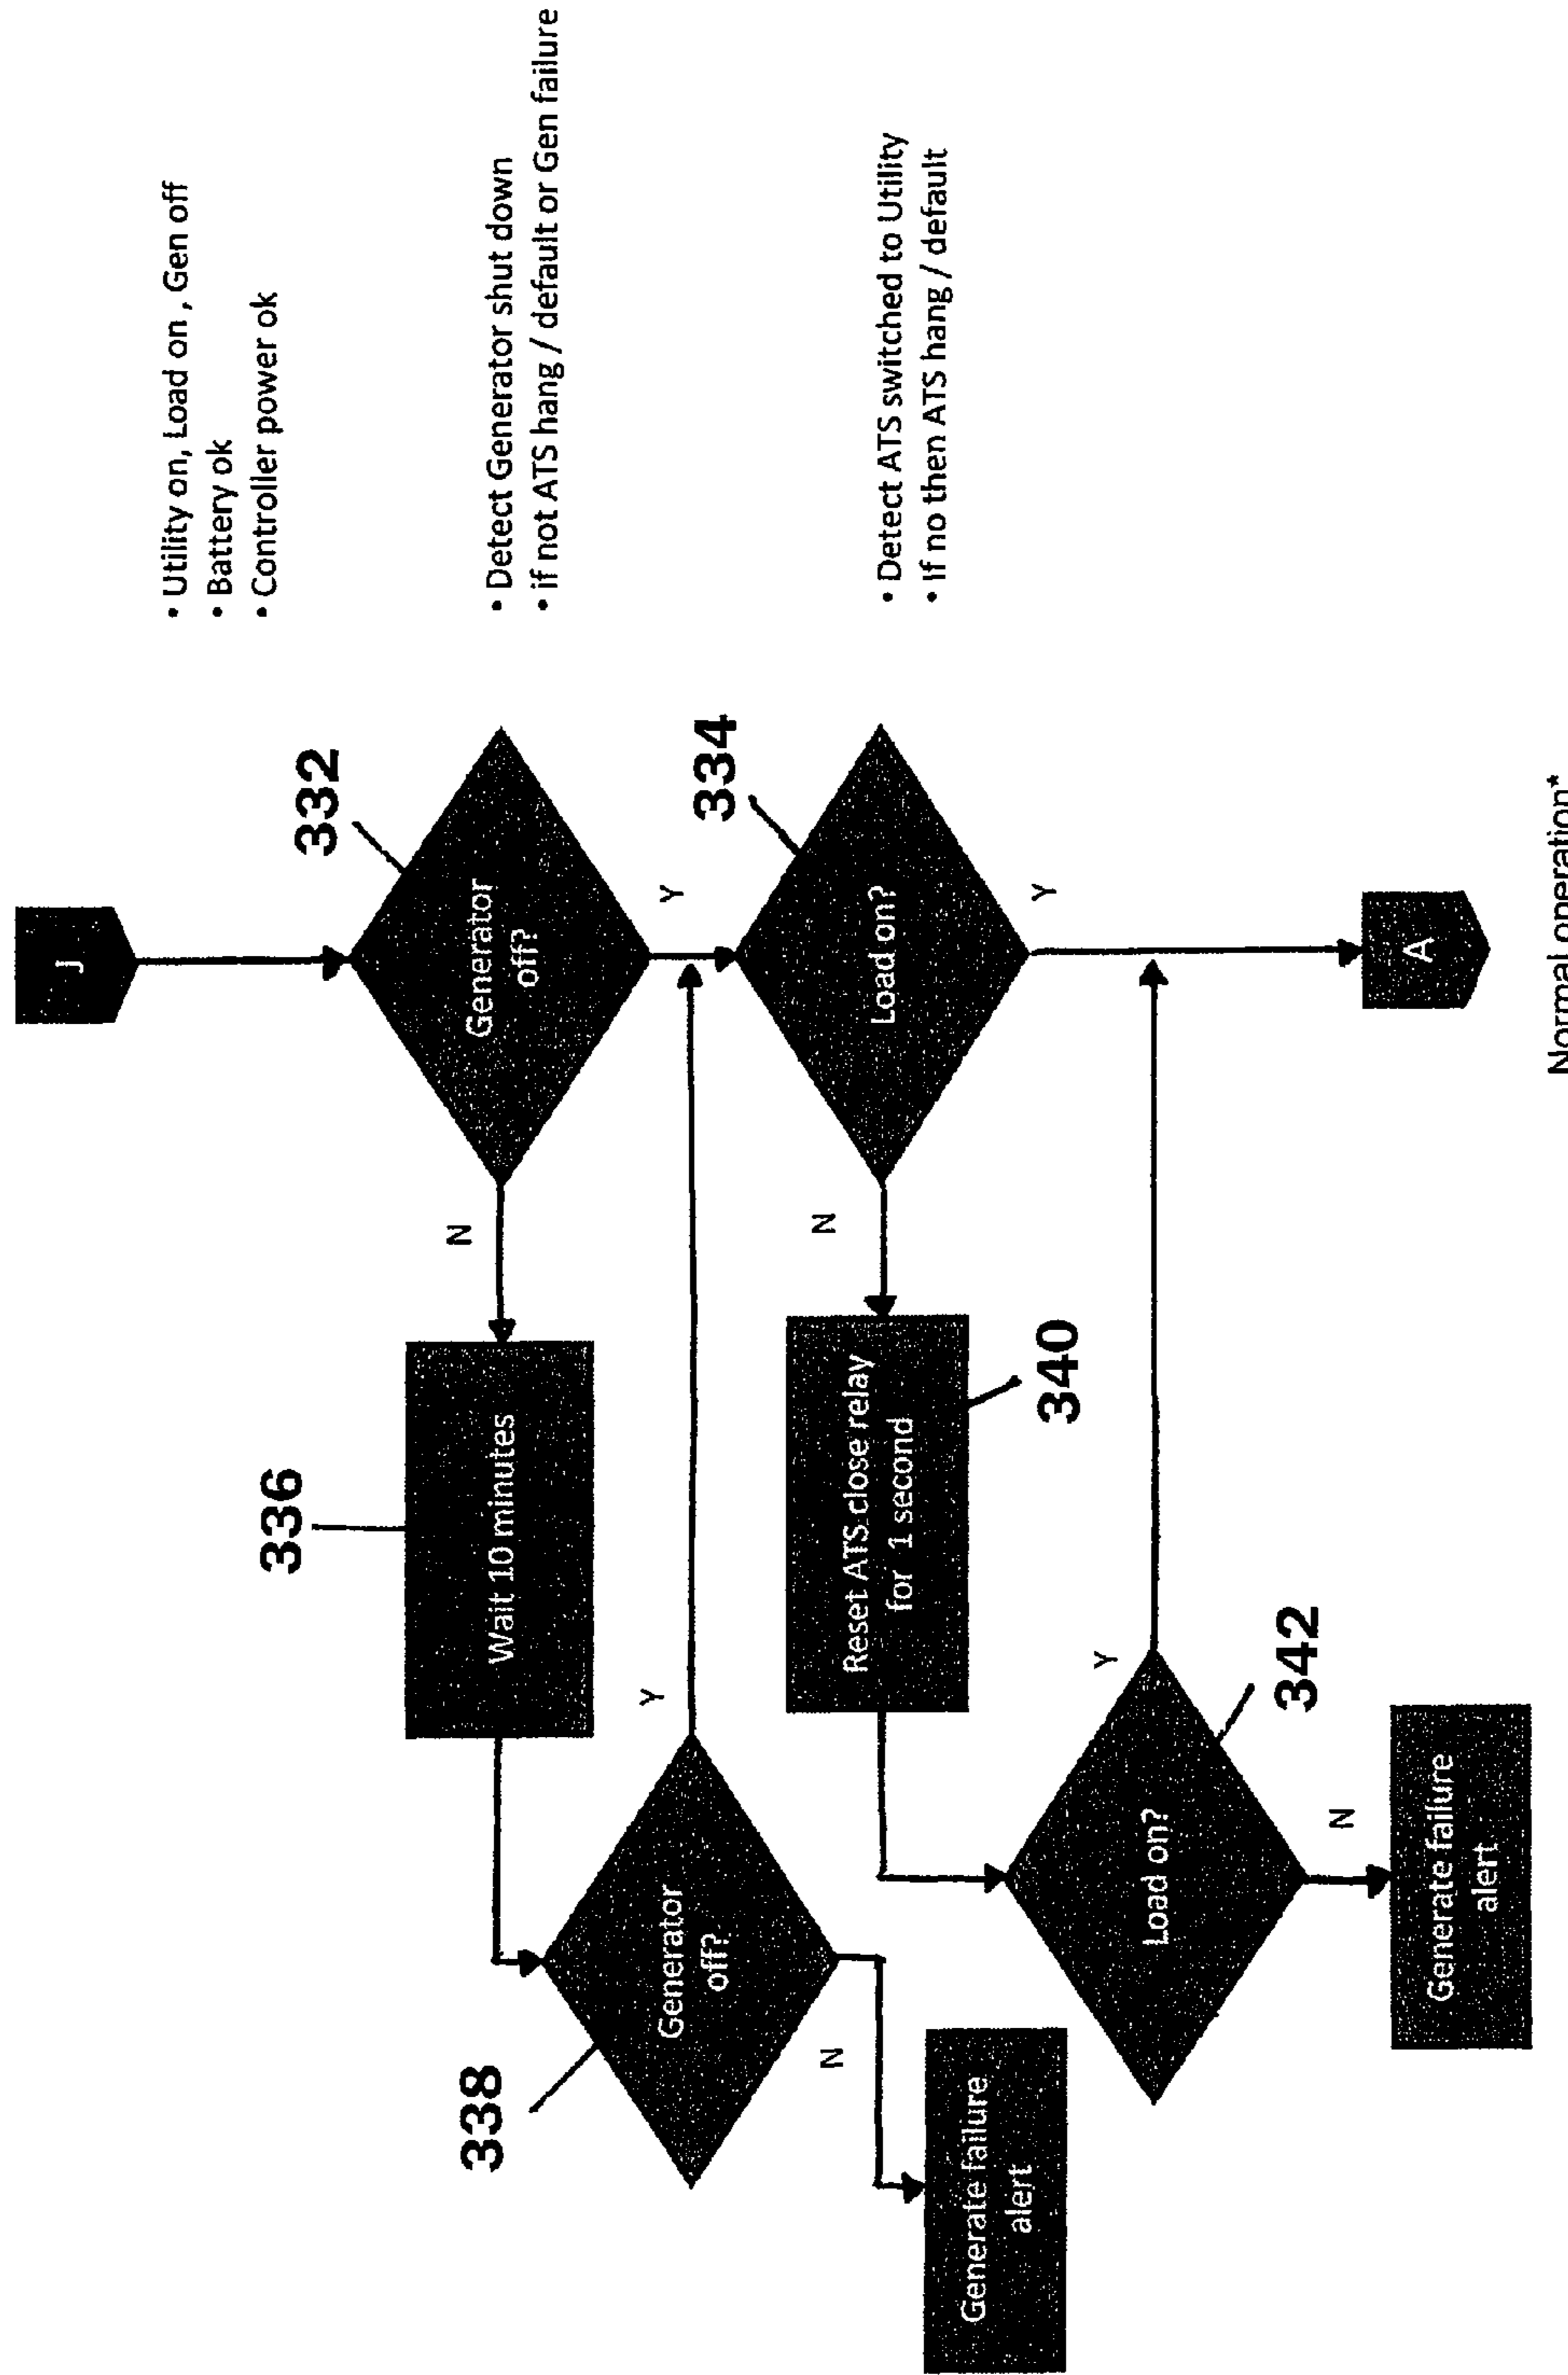 J
• Utility on, Load on , Gen off
• Battery ok
• Controller power ok
332
Generator
off?
• Detect Generator shut down
• if not ATS hang / default or Gen failure
N
Y
336
Wait 10 minutes
338
Generator
off?
Y
N
Generate failure
alert
334
Load on?
• Detect ATS switched to Utility
• If no then ATS hang / default
N
Y
Reset ATS close relay
for 1 second
340
342
Load on?
Y
N
Generate failure
alert
A
Normal operation*